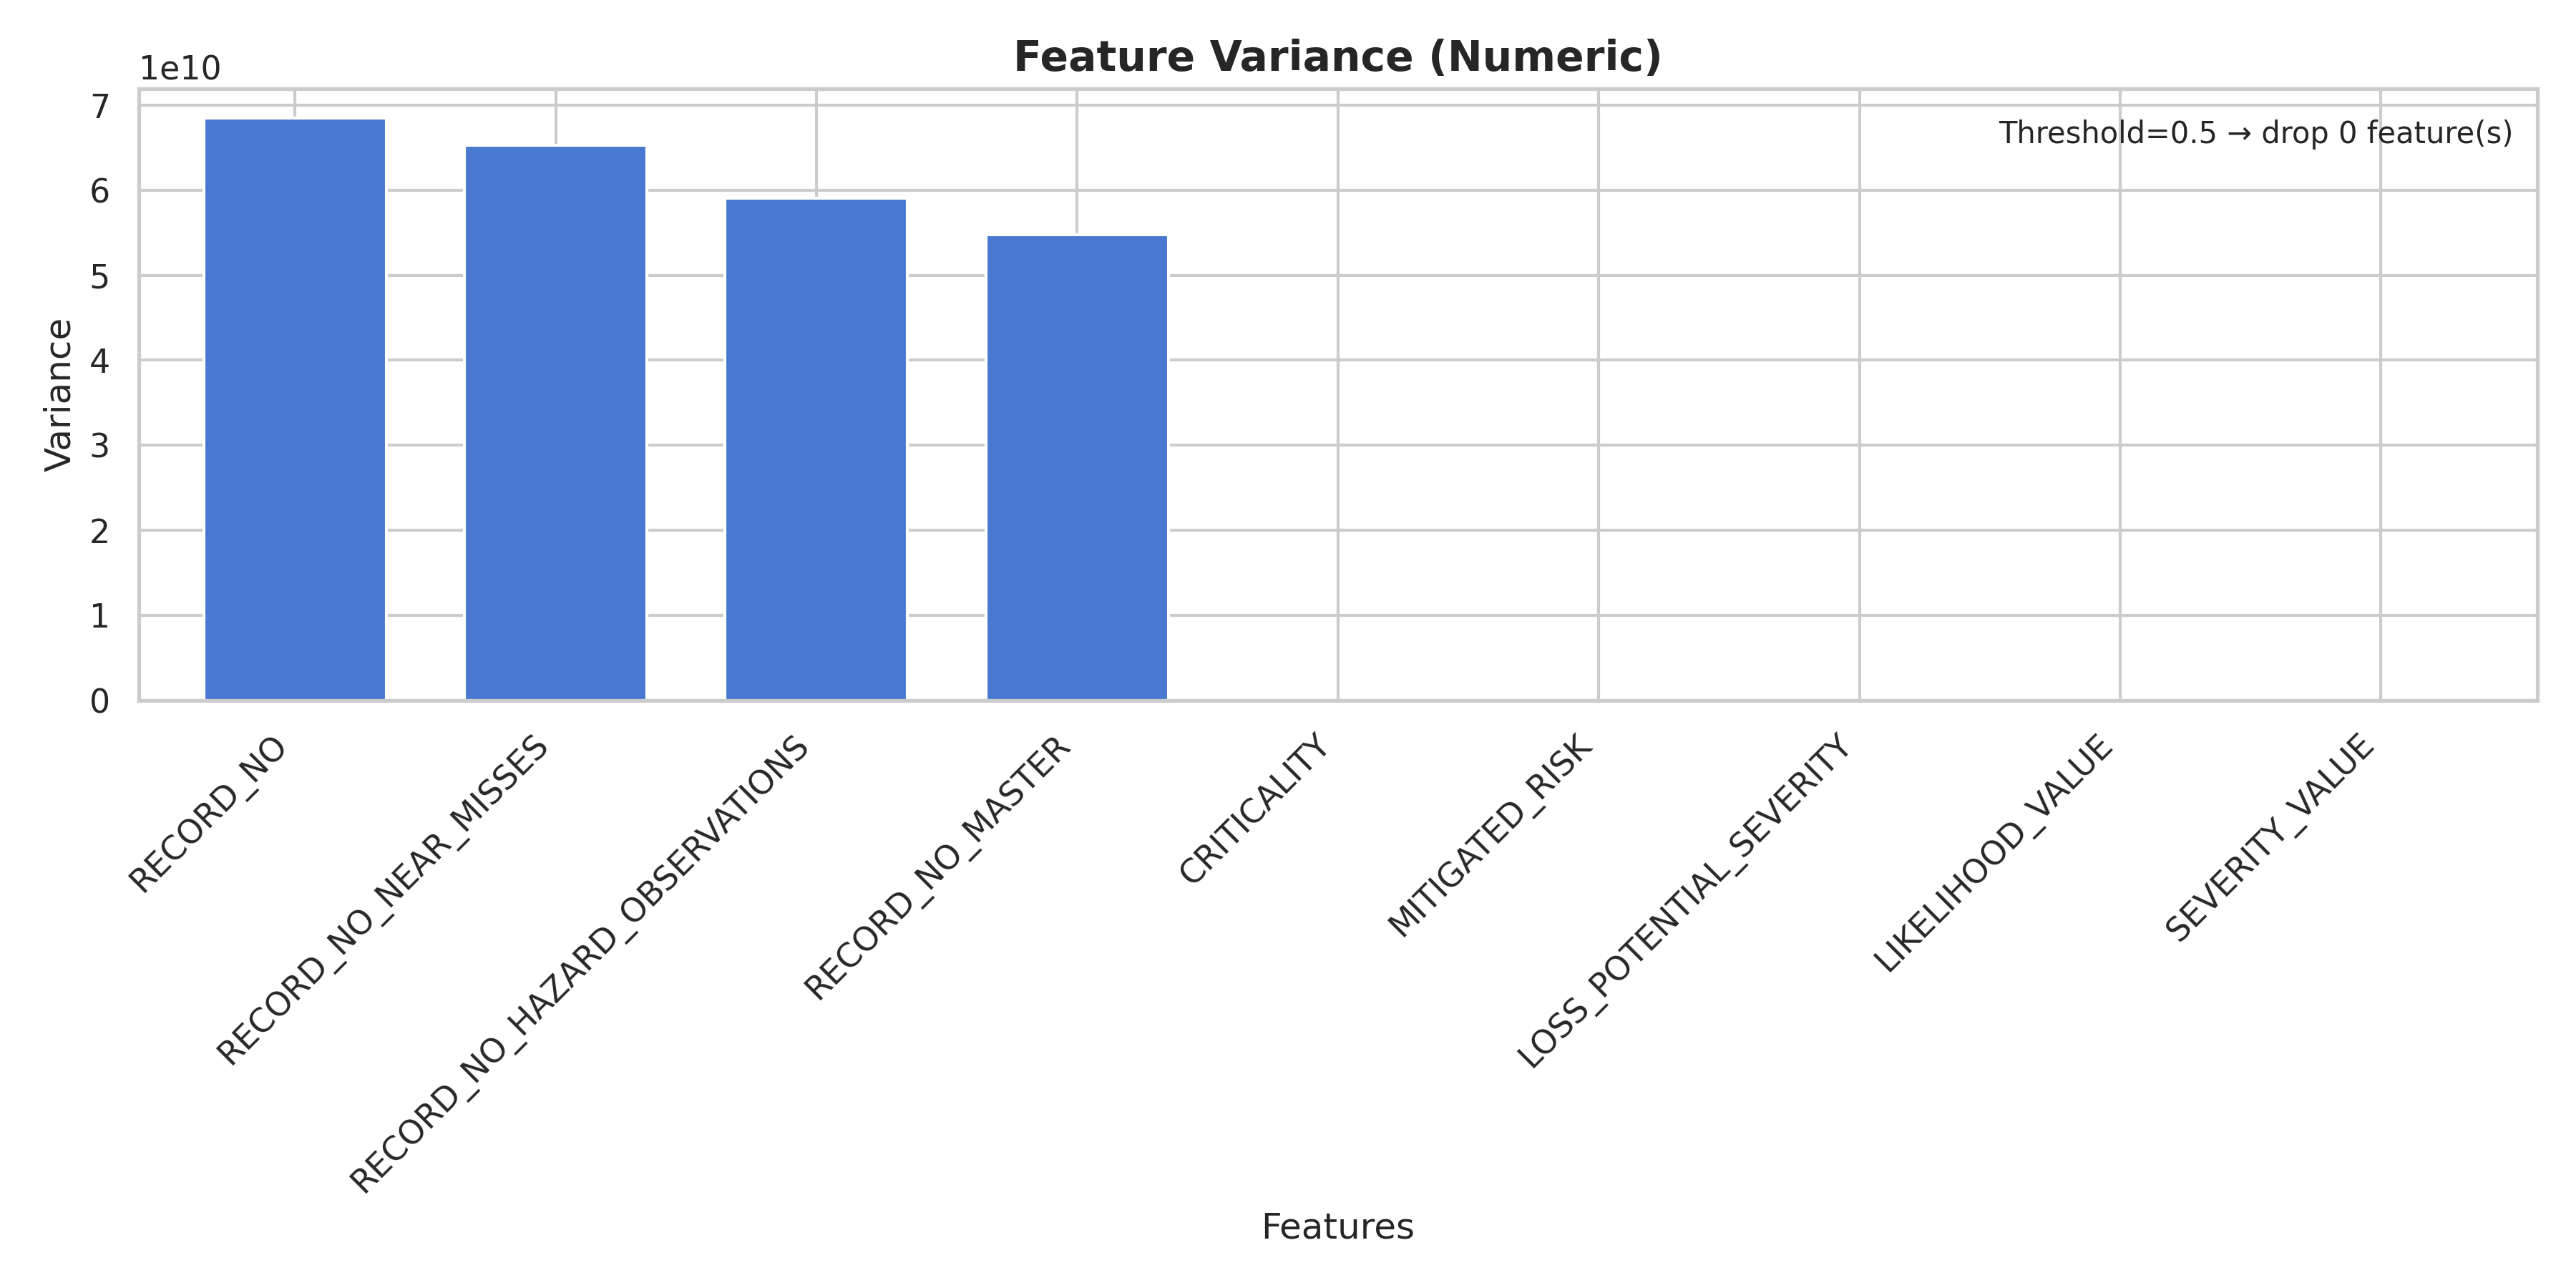 Feature Variance (Numeric)
1e10
Threshold=0.5 → drop 0 feature(s)
7
6
5
4
3
2
1
0
Variance
RECORD_NO
RECORD_NO_NEAR_MISSES
RECORD_NO_HAZARD_OBSERVATIONS
RECORD_NO_MASTER
CRITICALITY
MITIGATED_RISK
LOSS_POTENTIAL_SEVERITY
LIKELIHOOD_VALUE
SEVERITY_VALUE
Features